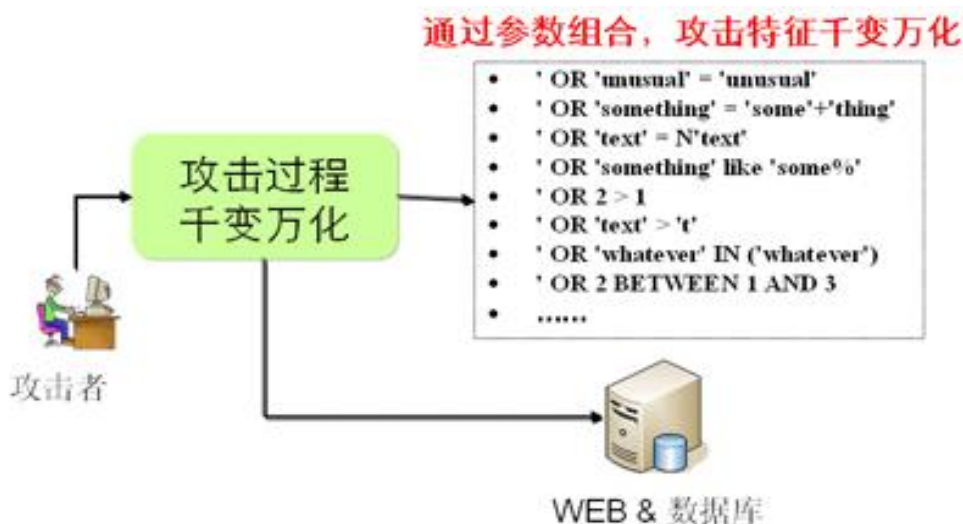 通过参数组合，攻击特征千变万化
• ' OR 'unusual' = 'unusual'
• ' OR 'something' = 'some'+'thing'
• ' OR 'text' = N'text'
• ' OR 'something' like 'some%'
• ' OR 2 > 1
• ' OR 'text' > 't'
• ' OR 'whatever' IN ('whatever')
• ' OR 2 BETWEEN 1 AND 3
• ……
攻击过程
千变万化
攻击者
WEB & 数据库